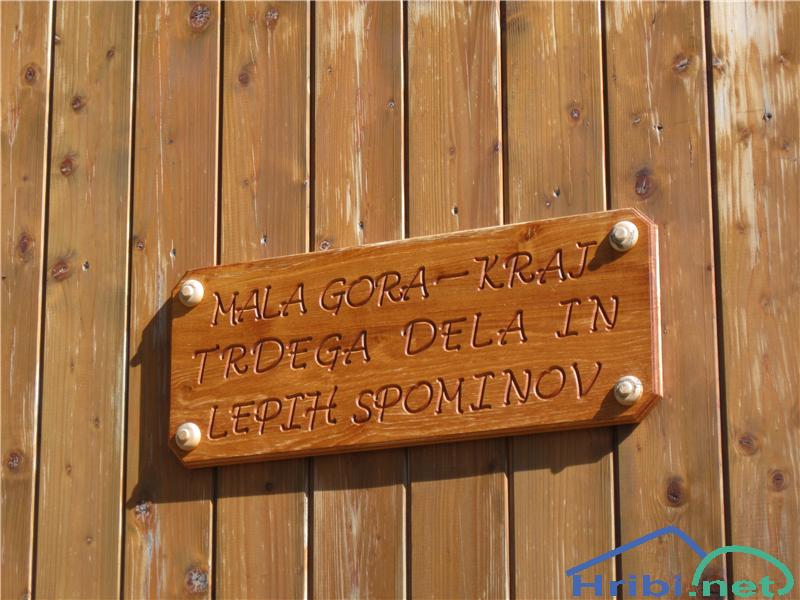 MALA GORA–KRAJ
TRDEGA DELA IN
LEPIH SPOMINOV
Hribi.net